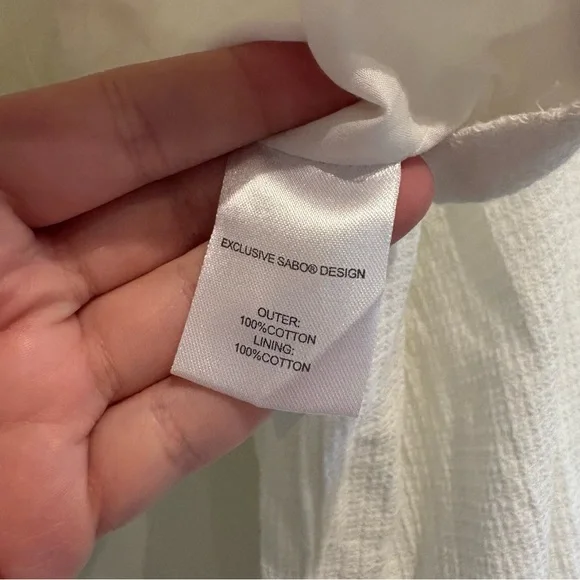 EXCLUSIVE SABO® DESIGN
OUTER:
100%COTTON
LINING:
100%COTTON